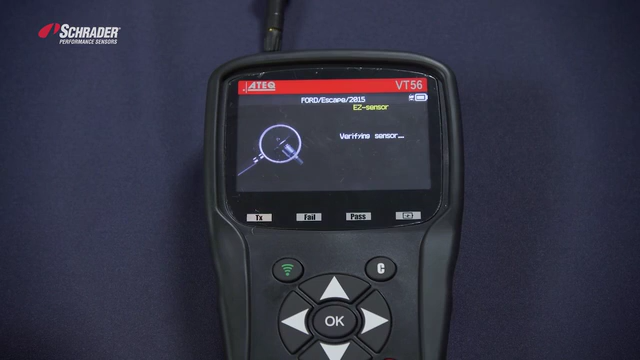 SCHRADER
PERFORMANCE SENSORS
ATEQ VT56
FORD/Escape/2015
EZ-sensor
Verifying sensor...
Tx Fail Pass
C
OK